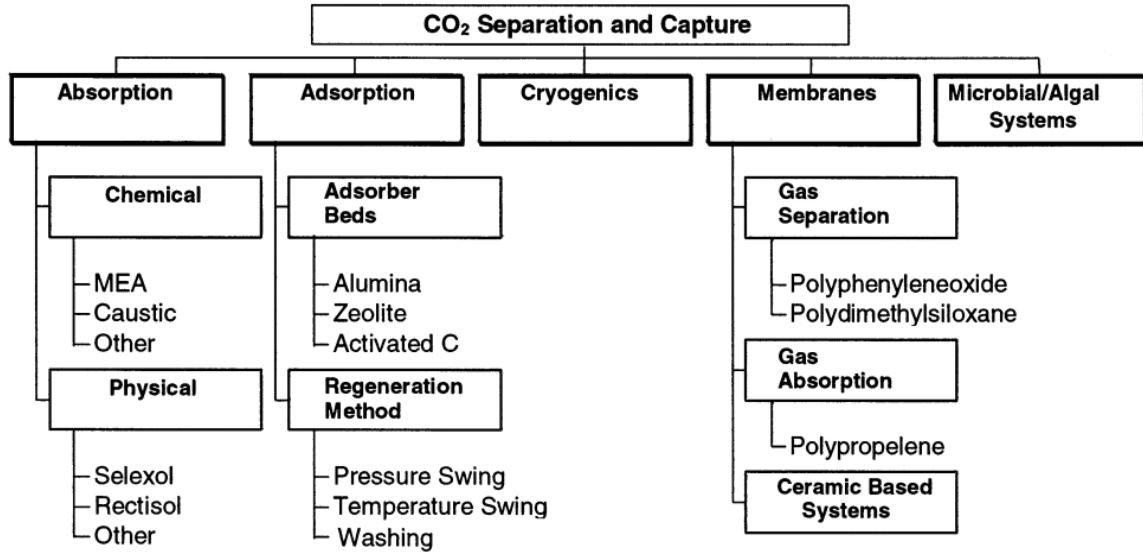 CO₂ Separation and Capture
Absorption
Adsorption
Cryogenics
Membranes
Microbial/Algal
Systems
Chemical
MEA
Caustic
Other
Physical
Selexol
Rectisol
Other
Adsorber
Beds
Alumina
Zeolite
Activated C
Regeneration
Method
Pressure Swing
Temperature Swing
Washing
Gas
Separation
Polyphenyleneoxide
Polydimethylsiloxane
Gas
Absorption
Polypropelene
Ceramic Based
Systems